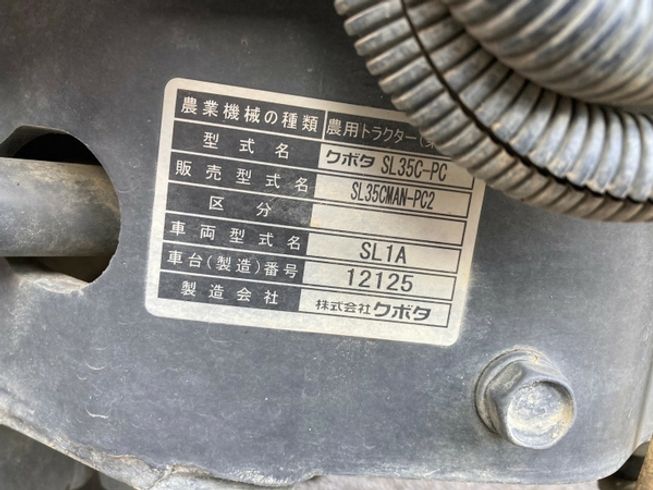 農業機械の種類 農用トラクター(乗
型式名 クボタ SL35C-PC
販売型式名 SL35CMAN-PC2
区分
車両型式名 SL1A
車台(製造)番号 12125
製造会社 株式会社クボタ